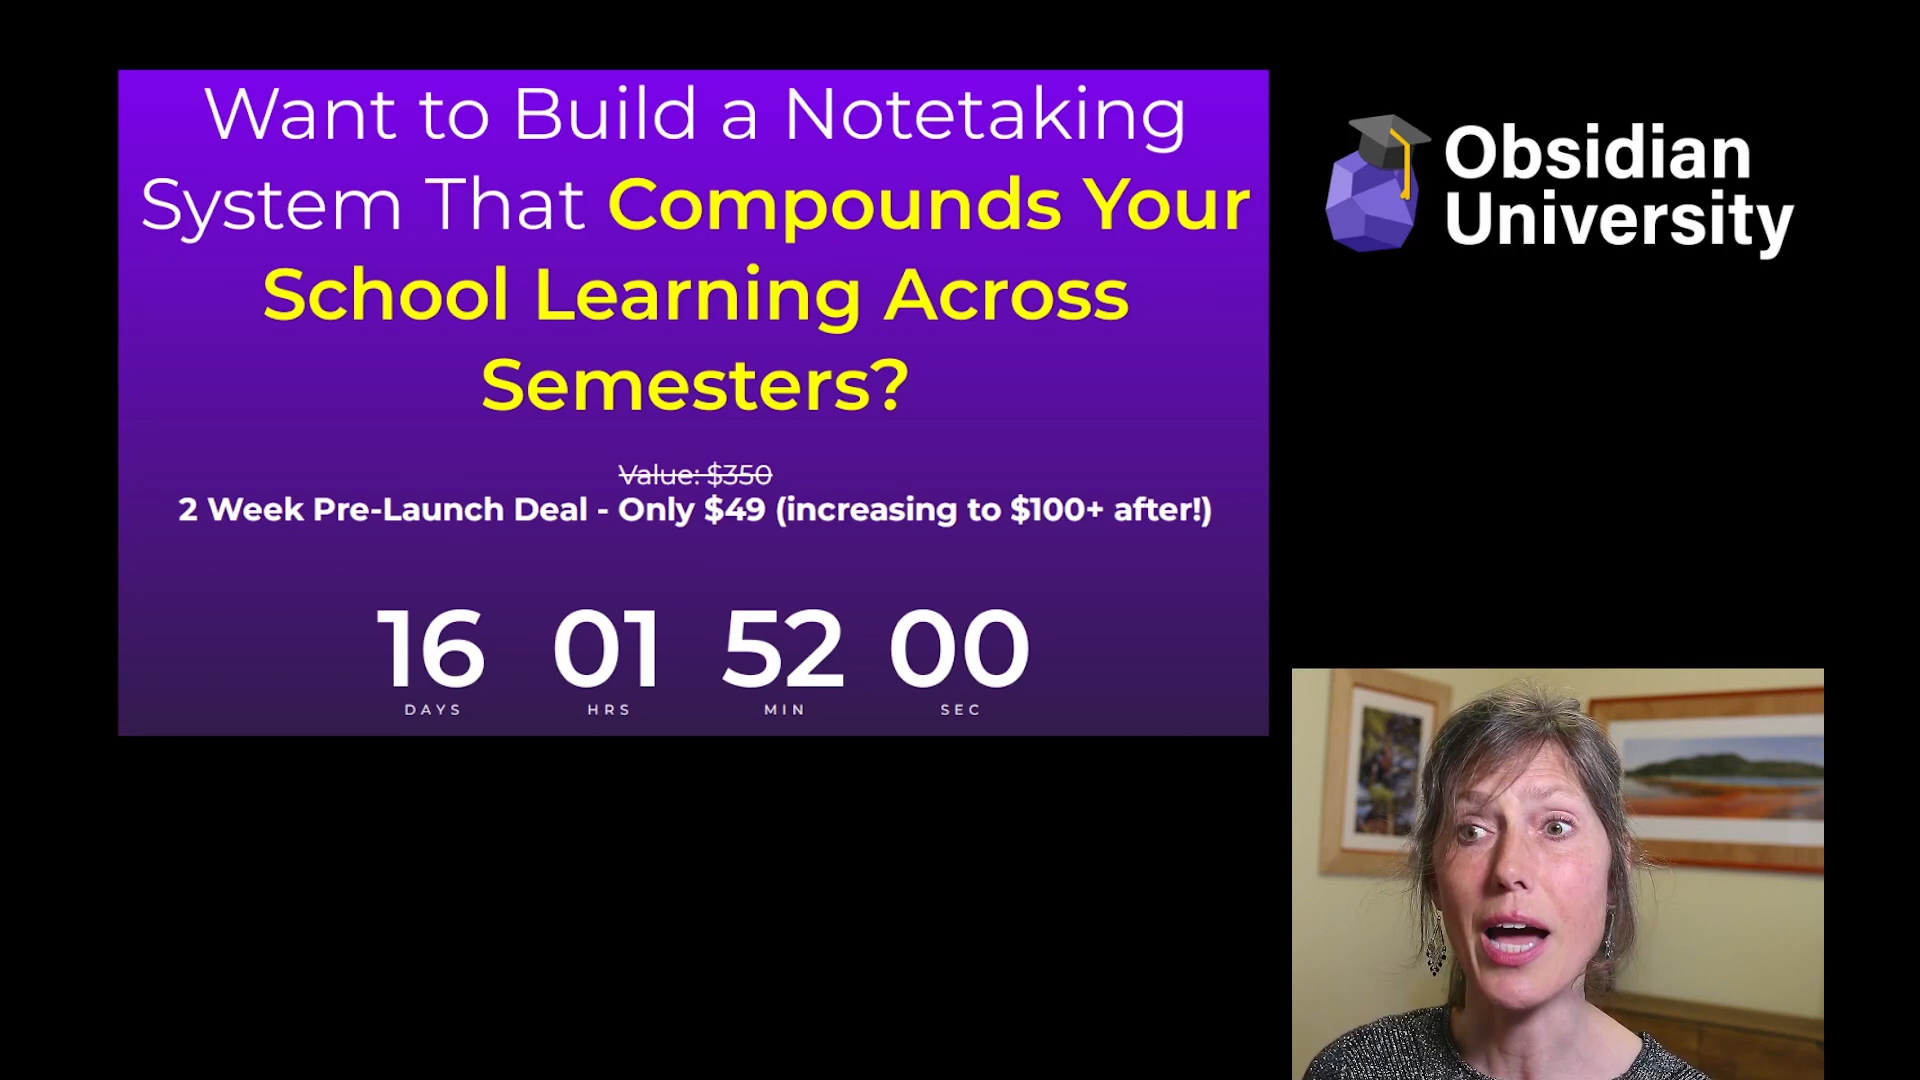 Want to Build a Notetaking
System That Compounds Your
School Learning Across
Semesters?
Value: $350
2 Week Pre-Launch Deal - Only $49 (increasing to $100+ after!)
16 01 52 00
DAYS HRS MIN SEC
Obsidian
University